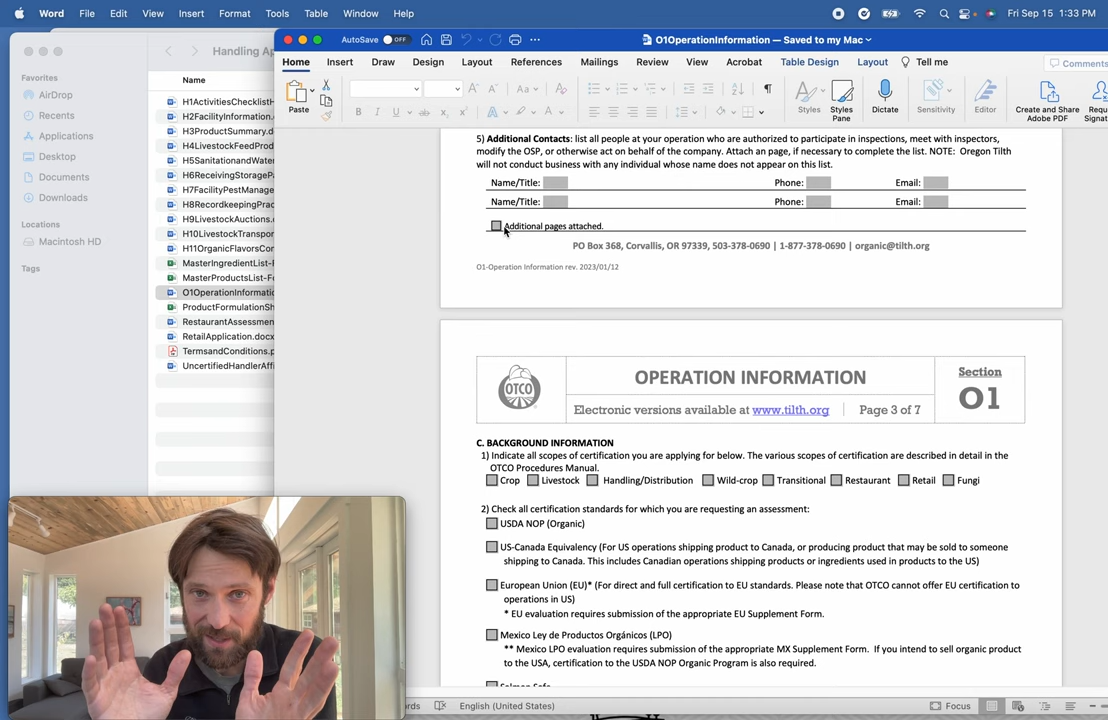 Word File Edit View Insert Format Tools Table Window Help Fri Sep 15 1:33 PM
AutoSave OFF O1OperationInformation — Saved to my Mac
Home Insert Draw Design Layout References Mailings Review View Acrobat Table Design Layout Tell me Comments
Paste Aa Styles Styles Pane Dictate Sensitivity Editor Create and Share Adobe PDF
Handling
Favorites
AirDrop
Recents
Applications
Desktop
Documents
Downloads
Locations
Macintosh HD
Tags
Name
H1ActivitiesChecklist
H2FacilityInformation.
H3ProductSummary.d
H4LivestockFeedProd
H5SanitationandWate
H6ReceivingStorageP
H7FacilityPestManage
H8RecordkeepingPrac
H9LivestockAuctions.
H10LivestockTranspor
H11OrganicFlavorsCor
MasterIngredientList-F
MasterProductsList-Fo
O1OperationInformatio
ProductFormulationSh
RestaurantAssessmen
RetailApplication.docx
TermsandConditions.p
UncertifiedHandlerAffi
5) Additional Contacts: list all people at your operation who are authorized to participate in inspections, meet with inspectors,
modify the OSP, or otherwise act on behalf of the company. Attach an page, if necessary to complete the list. NOTE: Oregon Tilth
will not conduct business with any individual whose name does not appear on this list.
Name/Title: Phone: Email:
Name/Title: Phone: Email:
Additional pages attached.
PO Box 368, Corvallis, OR 97339, 503-378-0690 | 1-877-378-0690 | organic@tilth.org
O1-Operation Information rev. 2023/01/12
OTCO
OPERATION INFORMATION
Electronic versions available at www.tilth.org Page 3 of 7
Section
O1
C. BACKGROUND INFORMATION
1) Indicate all scopes of certification you are applying for below. The various scopes of certification are described in detail in the
OTCO Procedures Manual.
Crop Livestock Handling/Distribution Wild-crop Transitional Restaurant Retail Fungi
2) Check all certification standards for which you are requesting an assessment:
USDA NOP (Organic)
US-Canada Equivalency (For US operations shipping product to Canada, or producing product that may be sold to someone
shipping to Canada. This includes Canadian operations shipping products or ingredients used in products to the US)
European Union (EU)* (For direct and full certification to EU standards. Please note that OTCO cannot offer EU certification to
operations in US)
* EU evaluation requires submission of the appropriate EU Supplement Form.
Mexico Ley de Productos Orgánicos (LPO)
** Mexico LPO evaluation requires submission of the appropriate MX Supplement Form. If you intend to sell organic product
to the USA, certification to the USDA NOP Organic Program is also required.
Salmon Safe
English (United States) Focus